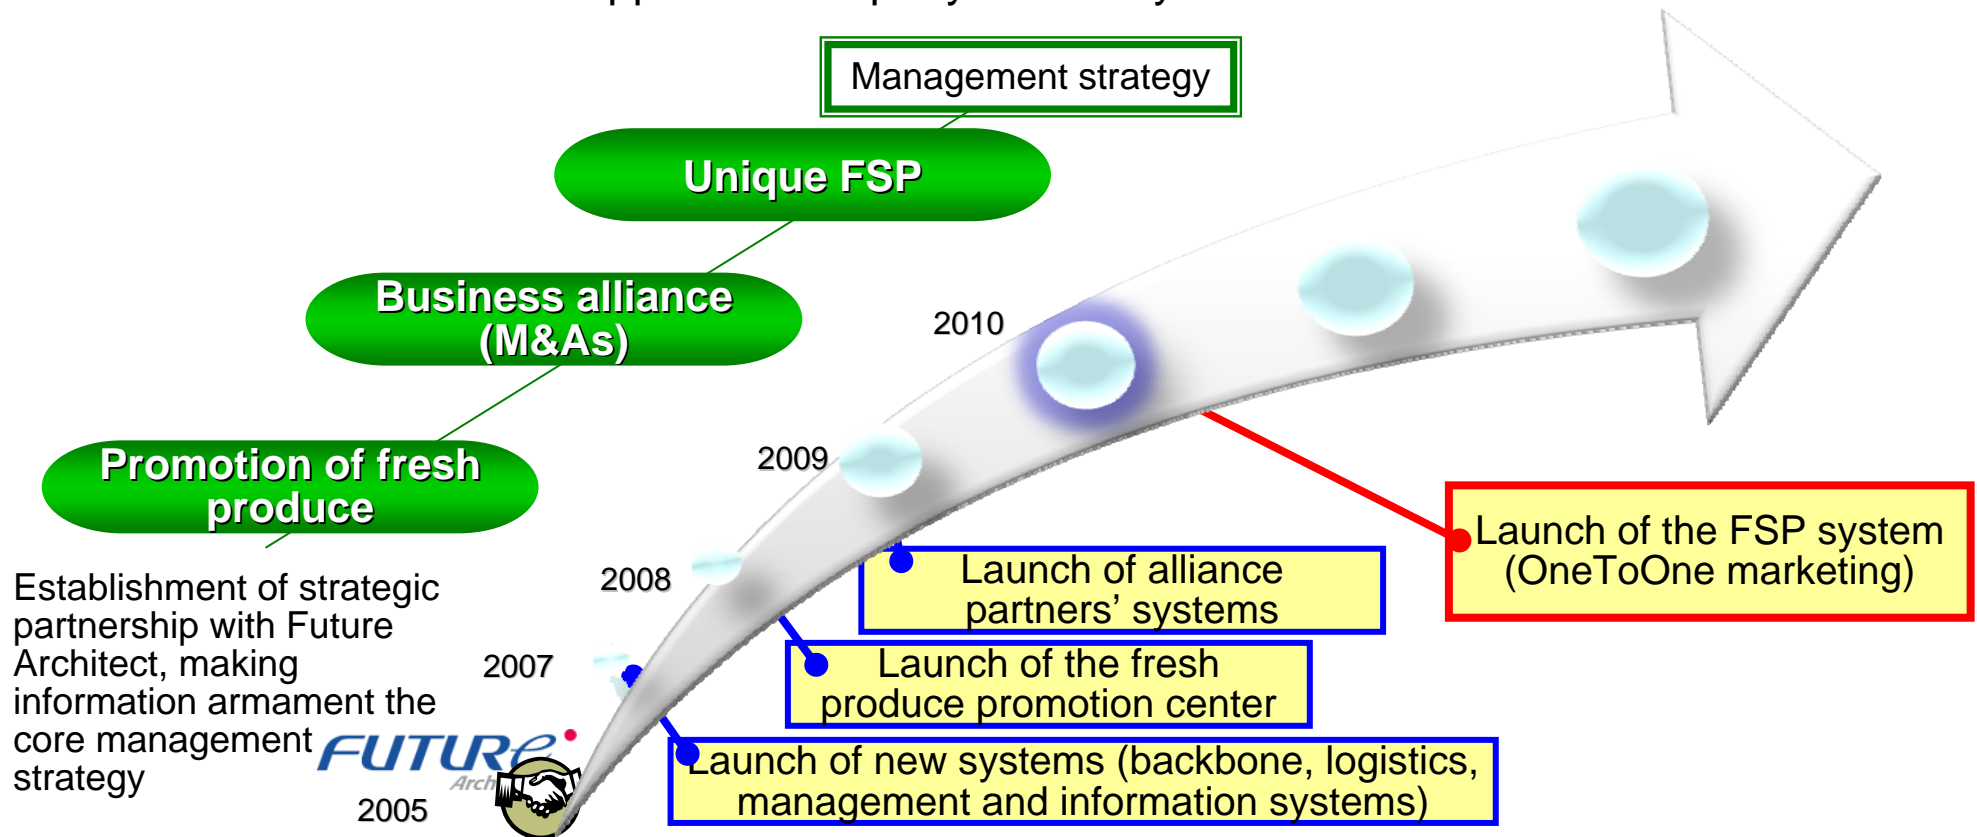 Management strategy
Unique FSP
Business alliance
(M&As)
Promotion of fresh
produce
2010
2009
2008
2007
2005
Establishment of strategic
partnership with Future
Architect, making
information armament the
core management
strategy
FUTURe
Arch
Launch of the FSP system
(OneToOne marketing)
Launch of alliance
partners’ systems
Launch of the fresh
produce promotion center
Launch of new systems (backbone, logistics,
management and information systems)